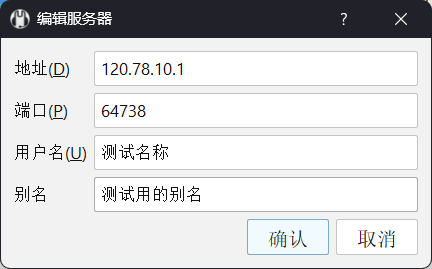 编辑服务器 ?
地址(D) 120.78.10.1
端口(P) 64738
用户名(U) 测试名称
别名 测试用的别名
确认 取消